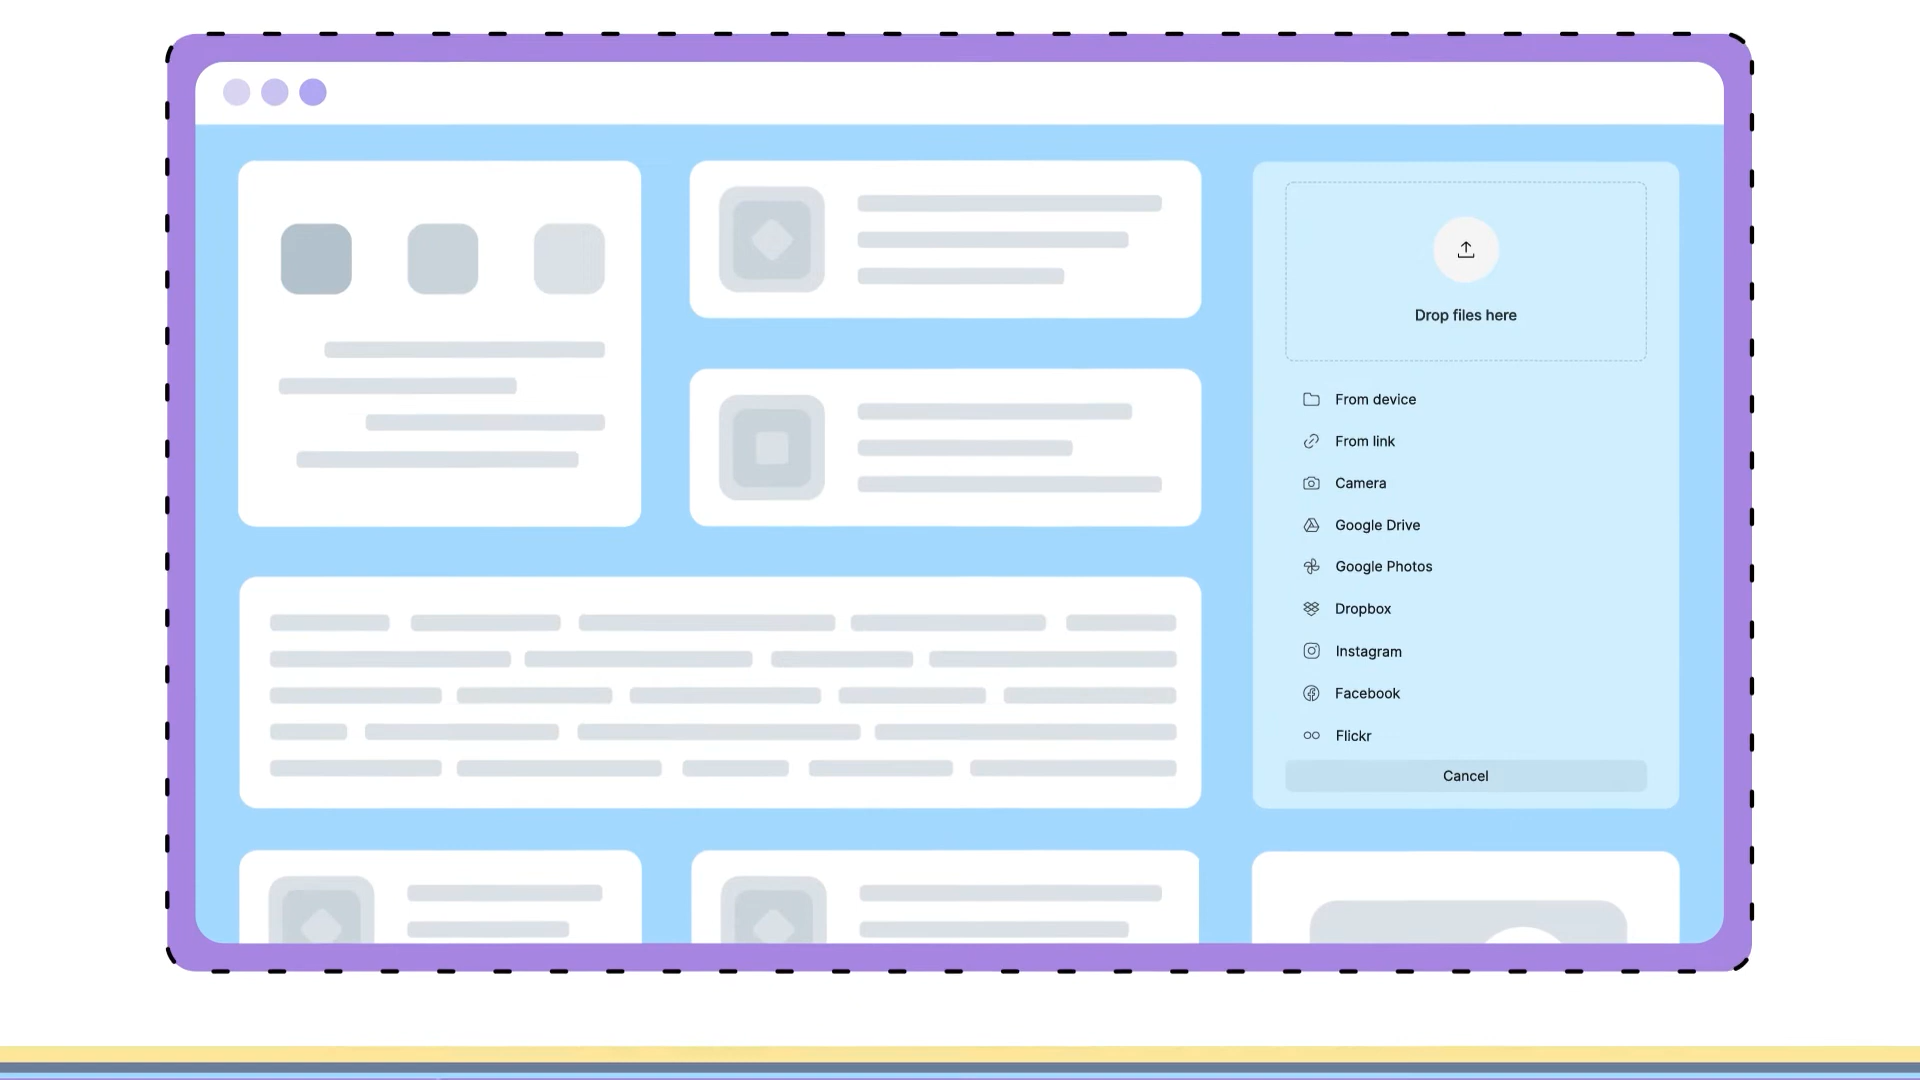 Drop files here
From device
From link
Camera
Google Drive
Google Photos
Dropbox
Instagram
Facebook
Flickr
Cancel